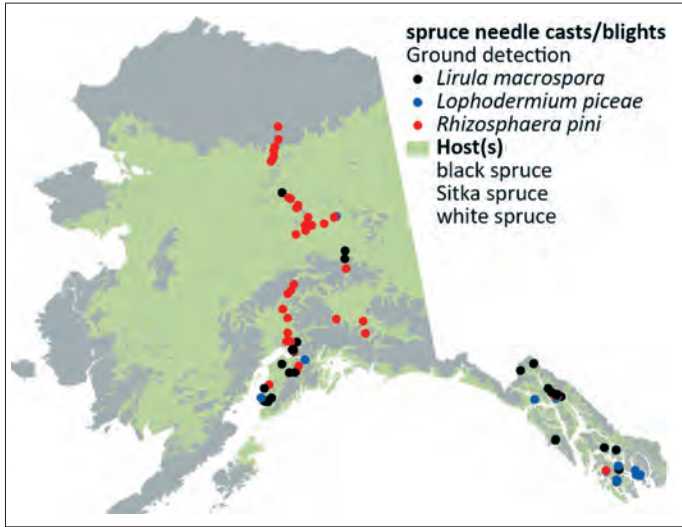 spruce needle casts/blights
Ground detection
Lirula macrospora
Lophodermium piceae
Rhizosphaera pini
Host(s)
black spruce
Sitka spruce
white spruce